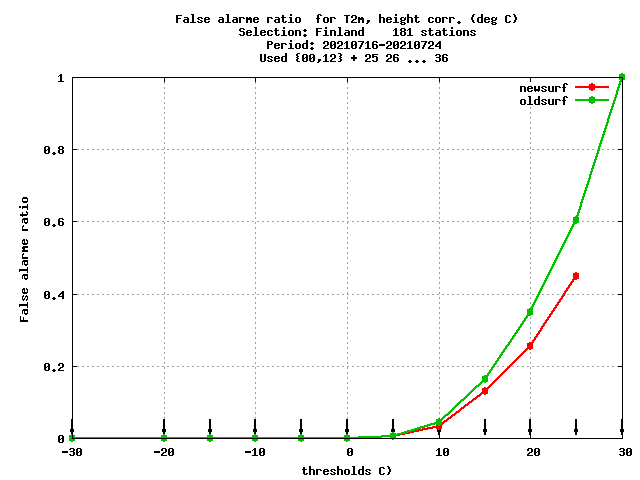 False alarme ratio  for T2m, height corr. (deg C)
Selection: Finland    181 stations
Period: 20210716-20210724
Used {00,12} + 25 26 ... 36
newsurf
oldsurf
False alarme ratio
1
0.8
0.6
0.4
0.2
0
-30 -20 -10 0 10 20 30
thresholds C)